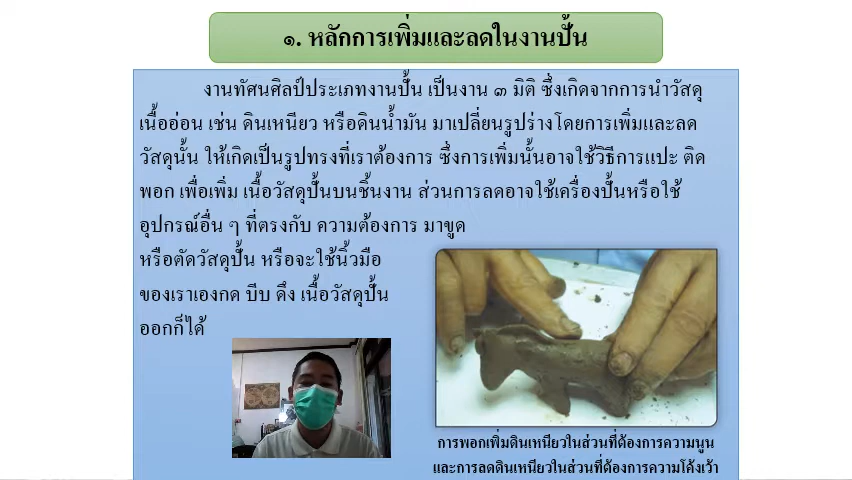 ๑. หลักการเพิ่มและลดในงานปั้น
งานทัศนศิลป์ประเภทงานปั้น เป็นงาน ๓ มิติ ซึ่งเกิดจากการนำวัสดุ
เนื้ออ่อน เช่น ดินเหนียว หรือดินน้ำมัน มาเปลี่ยนรูปร่างโดยการเพิ่มและลด
วัสดุนั้น ให้เกิดเป็นรูปทรงที่เราต้องการ ซึ่งการเพิ่มนั้นอาจใช้วิธีการแปะ ติด
พอก เพื่อเพิ่ม เนื้อวัสดุปั้นบนชิ้นงาน ส่วนการลดอาจใช้เครื่องปั้นหรือใช้
อุปกรณ์อื่น ๆ ที่ตรงกับ ความต้องการ มาขูด
หรือตัดวัสดุปั้น หรือจะใช้นิ้วมือ
ของเราเองกด บีบ ดึง เนื้อวัสดุปั้น
ออกก็ได้
การพอกเพิ่มดินเหนียวในส่วนที่ต้องการความนูน
และการลดดินเหนียวในส่วนที่ต้องการความโค้งเว้า